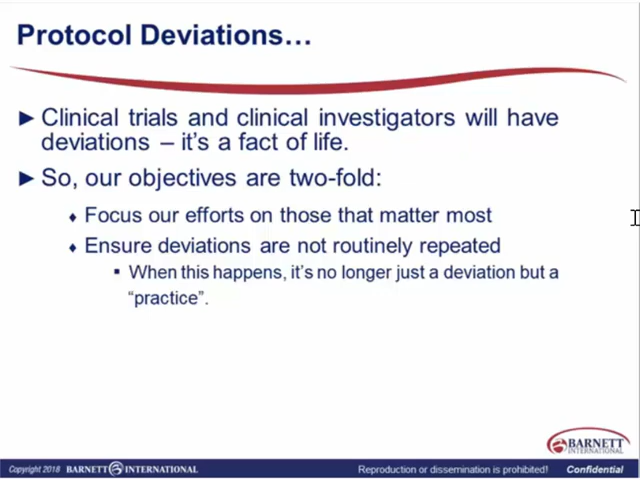 Protocol Deviations…
► Clinical trials and clinical investigators will have
deviations – it's a fact of life.
► So, our objectives are two-fold:
♦ Focus our efforts on those that matter most
♦ Ensure deviations are not routinely repeated
▪ When this happens, it's no longer just a deviation but a
“practice”.
BARNETT
INTERNATIONAL
Copyright 2018 BARNETT INTERNATIONAL Reproduction or dissemination is prohibited! Confidential